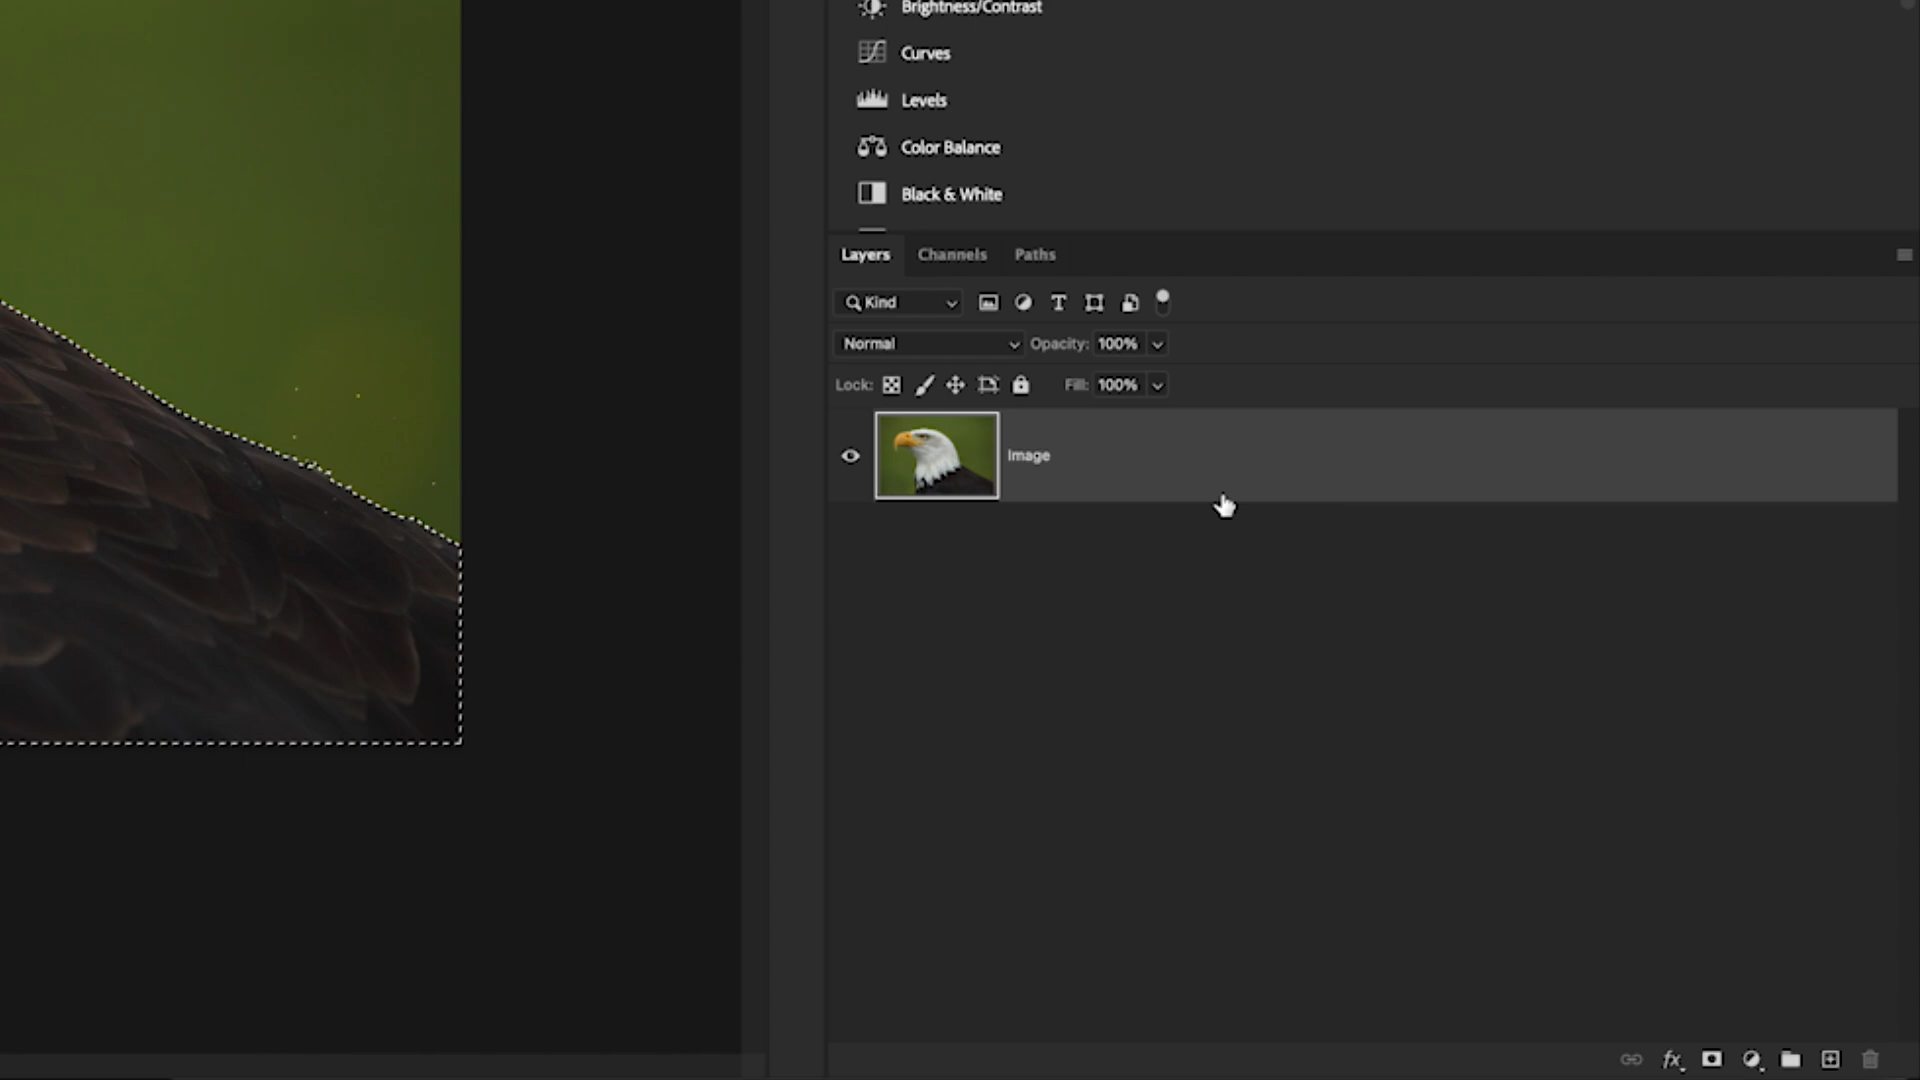 Brightness/Contrast
Curves
Levels
Color Balance
Black & White
Layers Channels Paths
Kind
Normal Opacity: 100%
Lock: Fill: 100%
Image
fx